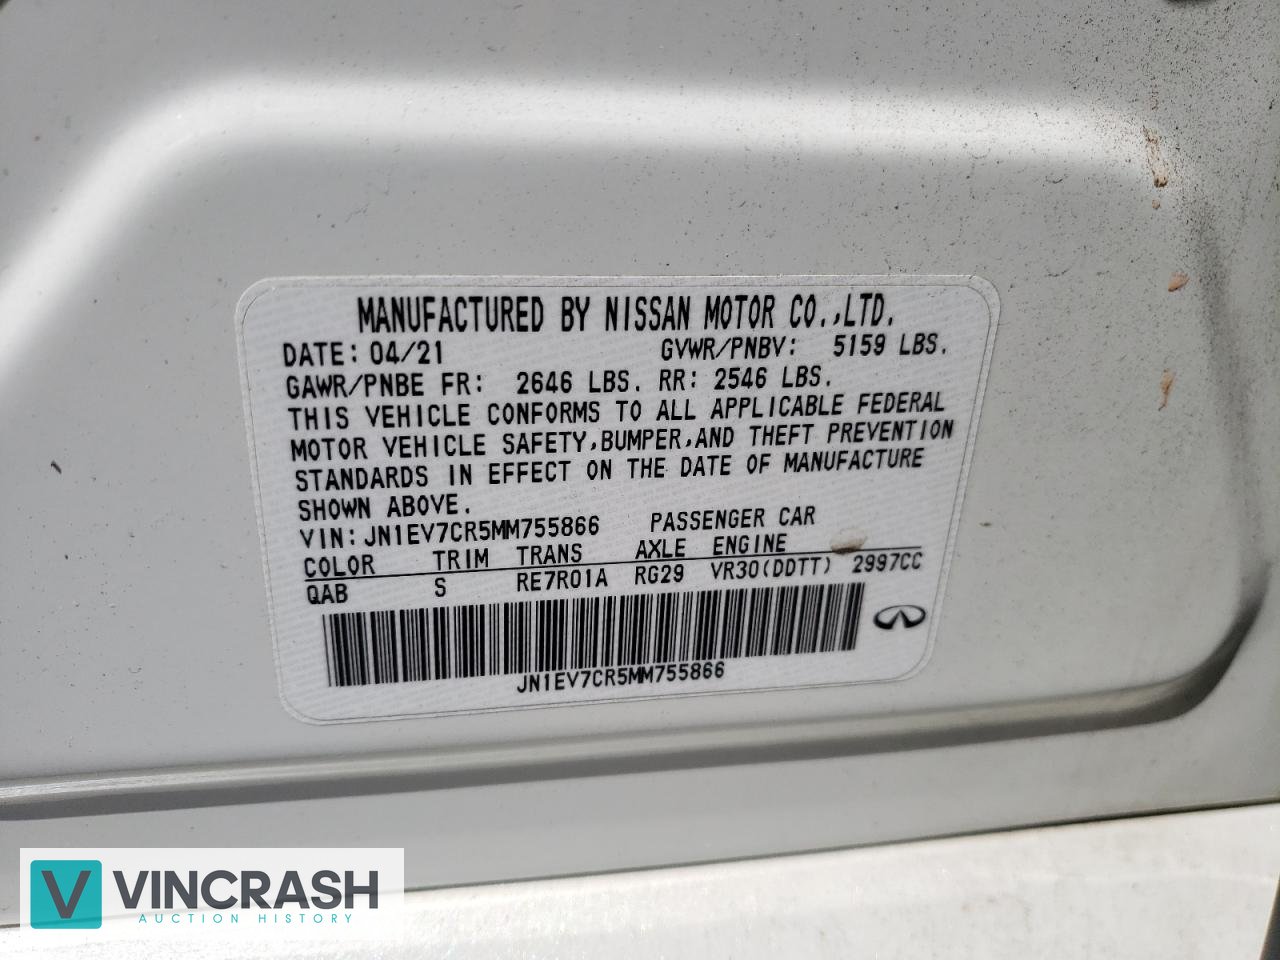 MANUFACTURED BY NISSAN MOTOR CO.,LTD.
DATE: 04/21 GVWR/PNBV: 5159 LBS.
GAWR/PNBE FR: 2646 LBS. RR: 2546 LBS.
THIS VEHICLE CONFORMS TO ALL APPLICABLE FEDERAL
MOTOR VEHICLE SAFETY,BUMPER,AND THEFT PREVENTION
STANDARDS IN EFFECT ON THE DATE OF MANUFACTURE
SHOWN ABOVE.
VIN: JN1EV7CR5MM755866 PASSENGER CAR
COLOR TRIM TRANS AXLE ENGINE
QAB S RE7R01A RG29 VR30(DDTT) 2997CC
JN1EV7CR5MM755866
V VINCRASH
AUCTION HISTORY